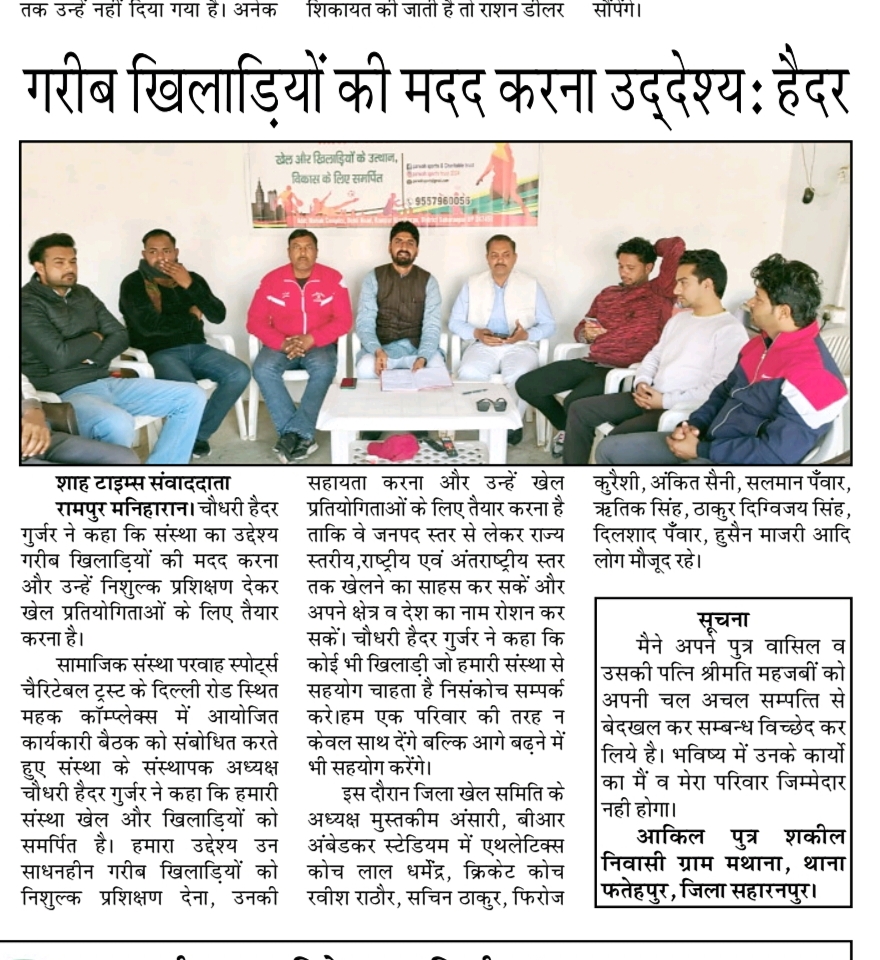 तक उन्हें नहीं दिया गया है। अनेक
शिकायत की जाती है तो राशन डीलर
सौंपेंगे।
गरीब खिलाड़ियों की मदद करना उद्देश्य: हैदर
खेल और खिलाड़ियों के उत्थान,
विकास के लिए समर्पित
9557960055
शाह टाइम्स संवाददाता
रामपुर मनिहारान। चौधरी हैदर
गुर्जर ने कहा कि संस्था का उद्देश्य
गरीब खिलाड़ियों की मदद करना
और उन्हें निशुल्क प्रशिक्षण देकर
खेल प्रतियोगिताओं के लिए तैयार
करना है।
सामाजिक संस्था परवाह स्पोर्ट्स
चैरिटेबल ट्रस्ट के दिल्ली रोड स्थित
महक कॉम्प्लेक्स में आयोजित
कार्यकारी बैठक को संबोधित करते
हुए संस्था के संस्थापक अध्यक्ष
चौधरी हैदर गुर्जर ने कहा कि हमारी
संस्था खेल और खिलाड़ियों को
समर्पित है। हमारा उद्देश्य उन
साधनहीन गरीब खिलाड़ियों को
निशुल्क प्रशिक्षण देना, उनकी
सहायता करना और उन्हें खेल
प्रतियोगिताओं के लिए तैयार करना है
ताकि वे जनपद स्तर से लेकर राज्य
स्तरीय,राष्ट्रीय एवं अंतराष्ट्रीय स्तर
तक खेलने का साहस कर सकें और
अपने क्षेत्र व देश का नाम रोशन कर
सकें। चौधरी हैदर गुर्जर ने कहा कि
कोई भी खिलाड़ी जो हमारी संस्था से
सहयोग चाहता है निसंकोच सम्पर्क
करे।हम एक परिवार की तरह न
केवल साथ देंगे बल्कि आगे बढ़ने में
भी सहयोग करेंगे।
इस दौरान जिला खेल समिति के
अध्यक्ष मुस्तकीम अंसारी, बीआर
अंबेडकर स्टेडियम में एथलेटिक्स
कोच लाल धर्मेंद्र, क्रिकेट कोच
रवीश राठौर, सचिन ठाकुर, फिरोज
कुरैशी, अंकित सैनी, सलमान पँवार,
ऋतिक सिंह, ठाकुर दिग्विजय सिंह,
दिलशाद पँवार, हुसैन माजरी आदि
लोग मौजूद रहे।
सूचना
मैने अपने पुत्र वासिल व
उसकी पत्नि श्रीमति महजबीं को
अपनी चल अचल सम्पत्ति से
बेदखल कर सम्बन्ध विच्छेद कर
लिये है। भविष्य में उनके कार्यो
का मैं व मेरा परिवार जिम्मेदार
नही होगा।
आकिल पुत्र शकील
निवासी ग्राम मथाना, थाना
फतेहपुर, जिला सहारनपुर।